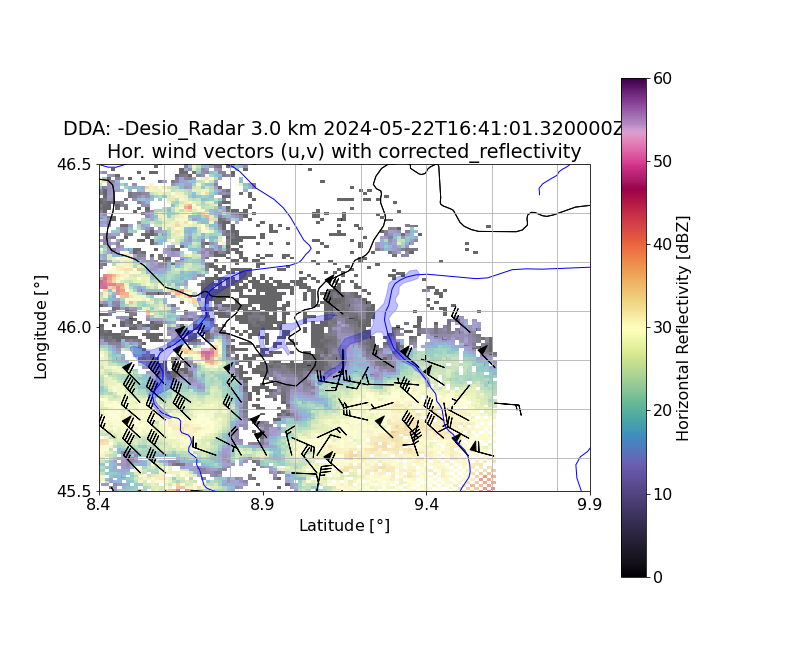 DDA: -Desio_Radar 3.0 km 2024-05-22T16:41:01.320000Z
Hor. wind vectors (u,v) with corrected_reflectivity
46.5
46.0
45.5
8.4
8.9
9.4
9.9
Longitude [°]
Latitude [°]
60
50
40
30
20
10
0
Horizontal Reflectivity [dBZ]